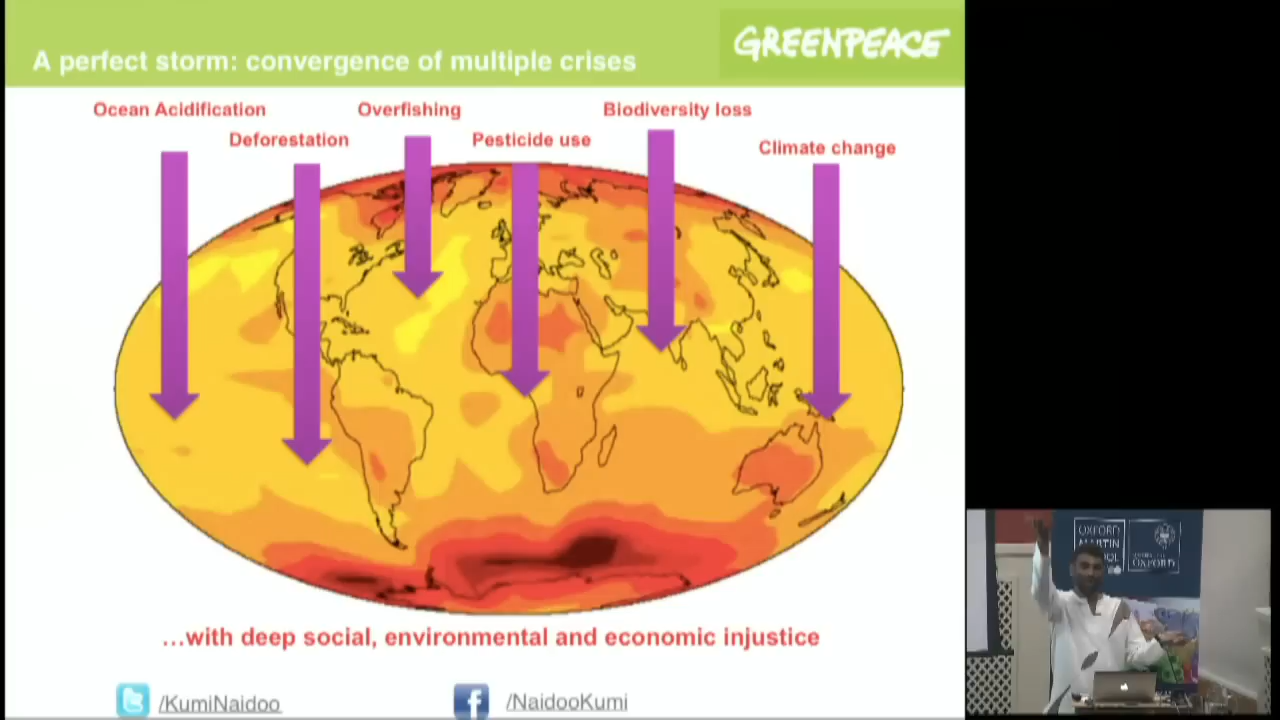 GREENPEACE
A perfect storm: convergence of multiple crises
Ocean Acidification
Overfishing
Biodiversity loss
Deforestation
Pesticide use
Climate change
...with deep social, environmental and economic injustice
/KumiNaidoo
/NaidooKumi
OXFORD
MARTIN
OXFORD